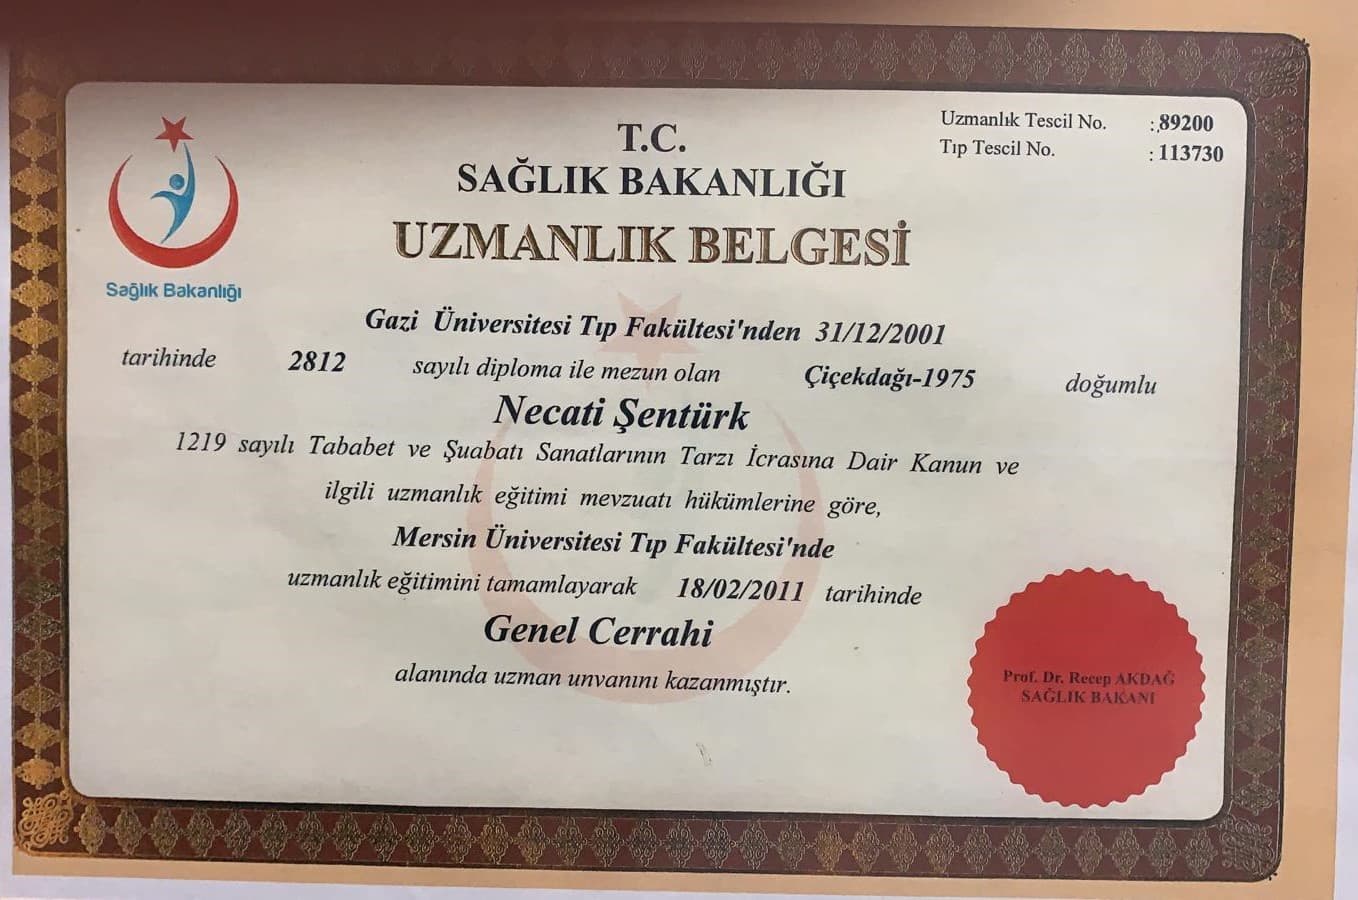 Uzmanlık Tescil No. : 89200
Tıp Tescil No. : 113730
T.C.
SAĞLIK BAKANLIĞI
UZMANLIK BELGESİ
Sağlık Bakanlığı
Gazi Üniversitesi Tıp Fakültesi'nden 31/12/2001
tarihinde 2812 sayılı diploma ile mezun olan Çiçekdağı-1975 doğumlu
Necati Şentürk
1219 sayılı Tababet ve Şuabatı Sanatlarının Tarzı İcrasına Dair Kanun ve
ilgili uzmanlık eğitimi mevzuatı hükümlerine göre,
Mersin Üniversitesi Tıp Fakültesi'nde
uzmanlık eğitimini tamamlayarak 18/02/2011 tarihinde
Genel Cerrahi
alanında uzman unvanını kazanmıştır.
Prof. Dr. Recep AKDAĞ
SAĞLIK BAKANI